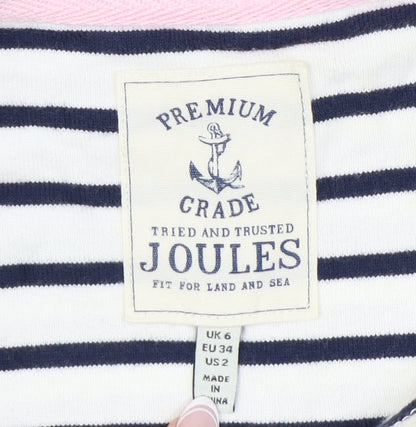 PREMIUM
GRADE
TRIED AND TRUSTED
JOULES
FIT FOR LAND AND SEA
UK 6
EU 34
US 2
MADE
IN